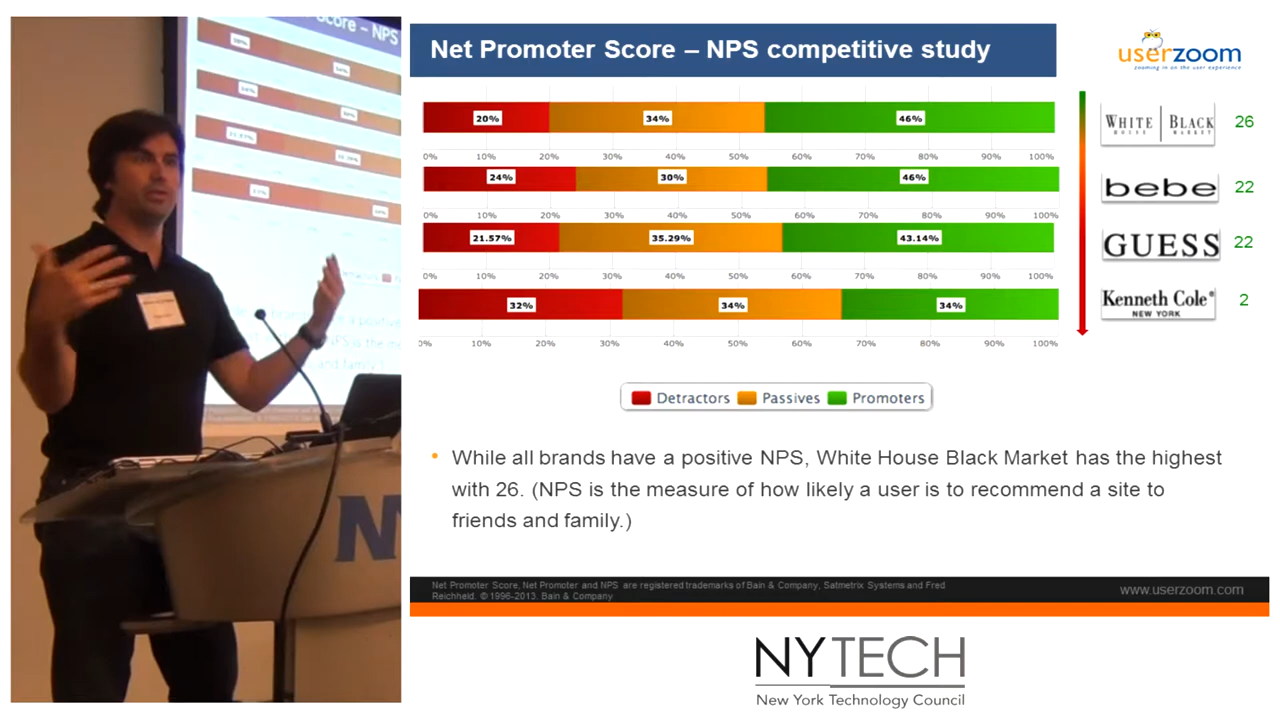 Net Promoter Score – NPS competitive study
userzoom
zooming in on the user experience
20% 34% 46%
0% 10% 20% 30% 40% 50% 60% 70% 80% 90% 100%
WHITE | BLACK
HOUSE MARKET
26
24% 30% 46%
0% 10% 20% 30% 40% 50% 60% 70% 80% 90% 100%
bebe
22
21.57% 35.29% 43.14%
0% 10% 20% 30% 40% 50% 60% 70% 80% 90% 100%
GUESS
22
32% 34% 34%
0% 10% 20% 30% 40% 50% 60% 70% 80% 90% 100%
Kenneth Cole®
NEW YORK
2
Detractors Passives Promoters
• While all brands have a positive NPS, White House Black Market has the highest
with 26. (NPS is the measure of how likely a user is to recommend a site to
friends and family.)
Net Promoter Score, Net Promoter and NPS are registered trademarks of Bain & Company, Satmetrix Systems and Fred
Reichheld. © 1996-2013. Bain & Company
www.userzoom.com
NYTECH
New York Technology Council
Score – NPS
N